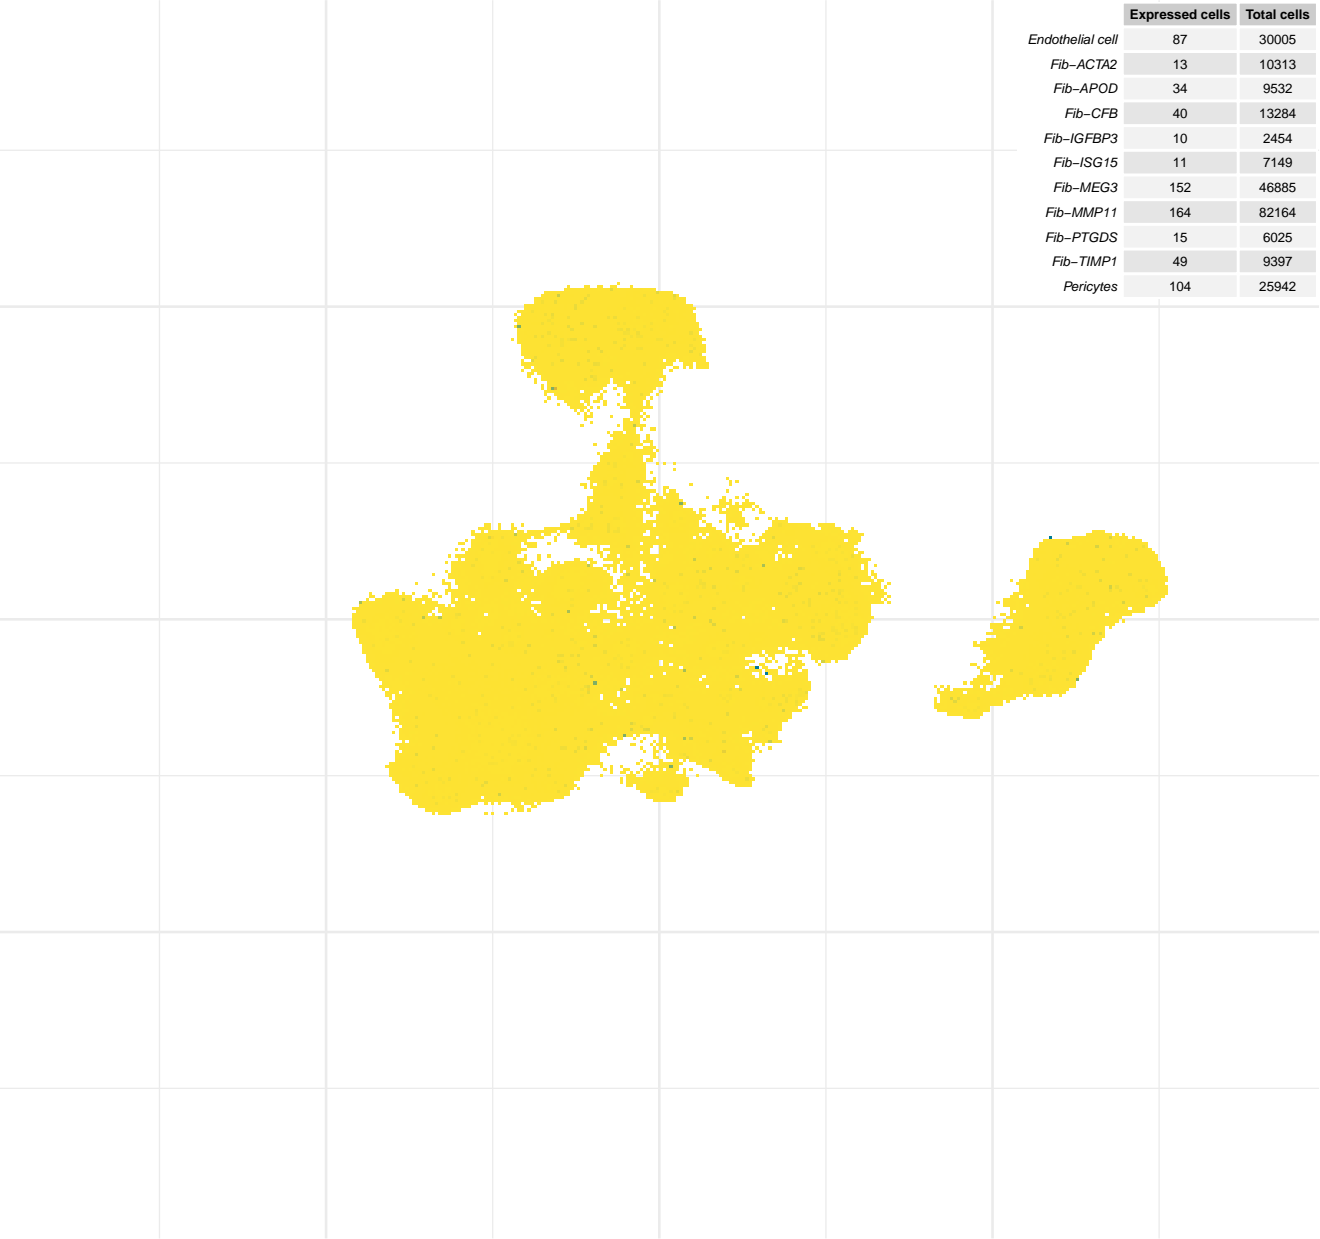 Expressed cells Total cells
Endothelial cell 87 30005
Fib−ACTA2 13 10313
Fib−APOD 34 9532
Fib−CFB 40 13284
Fib−IGFBP3 10 2454
Fib−ISG15 11 7149
Fib−MEG3 152 46885
Fib−MMP11 164 82164
Fib−PTGDS 15 6025
Fib−TIMP1 49 9397
Pericytes 104 25942